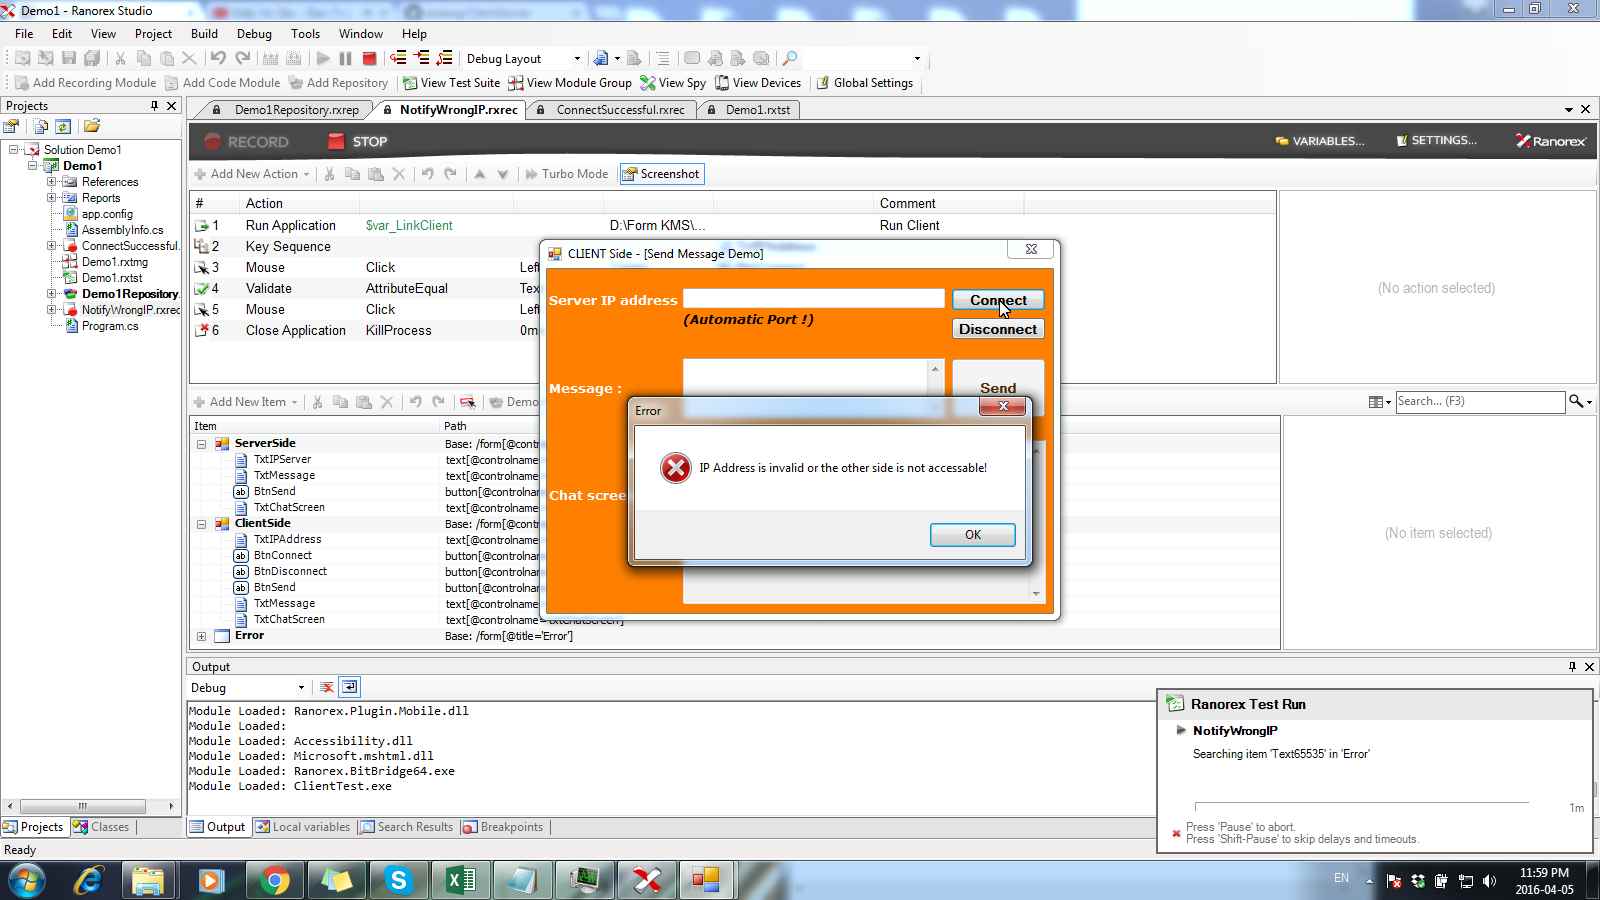 Demo1 - Ranorex Studio
File Edit View Project Build Debug Tools Window Help
Debug Layout
Add Recording Module Add Code Module Add Repository View Test Suite View Module Group View Spy View Devices Global Settings
Projects
Demo1Repository.rxrep NotifyWrongIP.rxrec ConnectSuccessful.rxrec Demo1.rxtst
RECORD STOP VARIABLES... SETTINGS... Ranorex
Add New Action Turbo Mode Screenshot
Solution Demo1
Demo1
References
Reports
app.config
AssemblyInfo.cs
ConnectSuccessful.
Demo1.rxtmg
Demo1.rxtst
Demo1Repository.
NotifyWrongIP.rxrec
Program.cs
# Action Comment
1 Run Application $var_LinkClient D:\Form KMS\... Run Client
2 Key Sequence
3 Mouse Click Left
4 Validate AttributeEqual Tex
5 Mouse Click Left
6 Close Application KillProcess 0m
(No action selected)
CLIENT Side - [Send Message Demo]
Server IP address Connect
(Automatic Port !) Disconnect
Message : Send
Chat scree
Error
IP Address is invalid or the other side is not accessable!
OK
Add New Item Demo Search... (F3)
Item Path
ServerSide Base: /form[@contro
TxtIPServer text[@controlname=
TxtMessage text[@controlname=
BtnSend button[@controlnam
TxtChatScreen text[@controlname=
ClientSide Base: /form[@contro
TxtIPAddress text[@controlname=
BtnConnect button[@controlnam
BtnDisconnect button[@controlnam
BtnSend button[@controlnam
TxtMessage text[@controlname=
TxtChatScreen text[@controlname='txtChatScreen']
Error Base: /form[@title='Error']
(No item selected)
Output
Debug
Module Loaded: Ranorex.Plugin.Mobile.dll
Module Loaded:
Module Loaded: Accessibility.dll
Module Loaded: Microsoft.mshtml.dll
Module Loaded: Ranorex.BitBridge64.exe
Module Loaded: ClientTest.exe
Ranorex Test Run
NotifyWrongIP
Searching item 'Text65535' in 'Error'
1m
Press 'Pause' to abort.
Press 'Shift-Pause' to skip delays and timeouts.
Projects Classes Output Local variables Search Results Breakpoints
Ready
EN
11:59 PM
2016-04-05